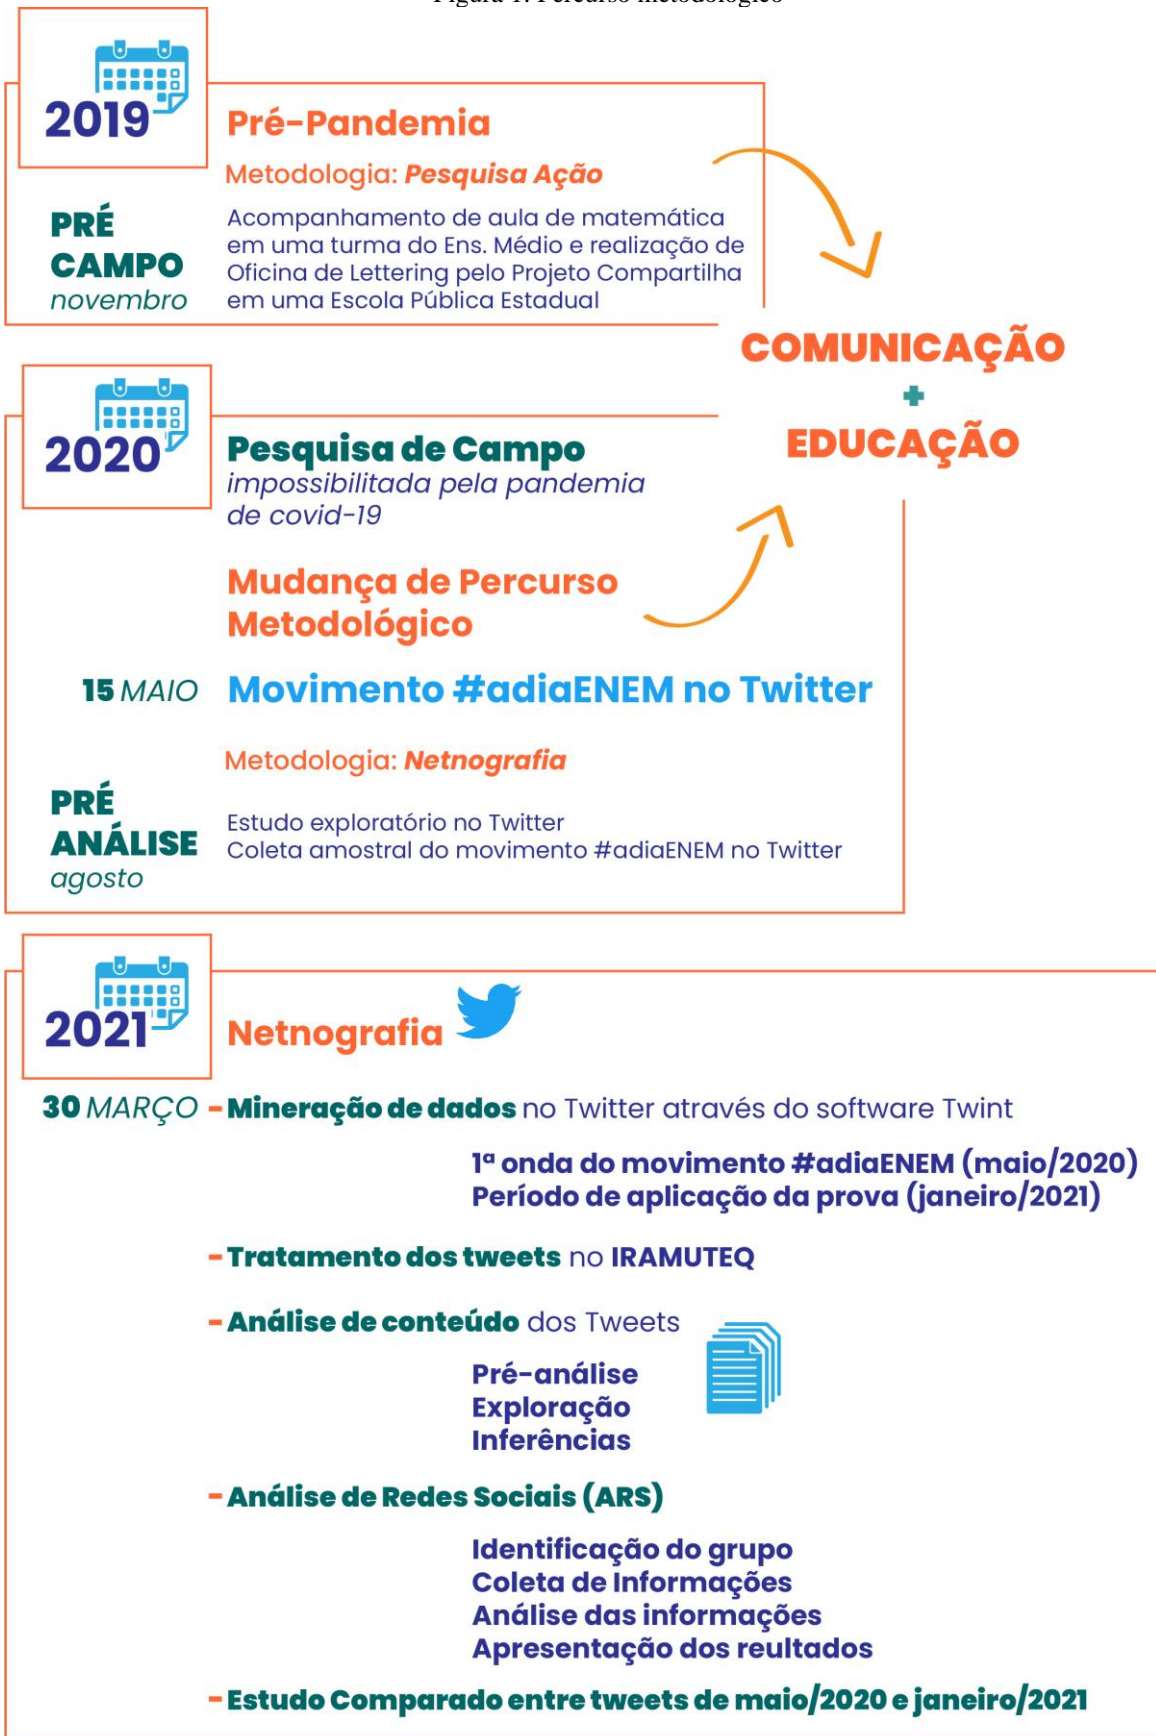 Figura 1: Percurso metodológico
2019
Pré-Pandemia
Metodologia: Pesquisa Ação
PRÉ
CAMPO
novembro
Acompanhamento de aula de matemática
em uma turma do Ens. Médio e realização de
Oficina de Lettering pelo Projeto Compartilha
em uma Escola Pública Estadual
COMUNICAÇÃO
+
EDUCAÇÃO
2020
Pesquisa de Campo
impossibilitada pela pandemia
de covid-19
Mudança de Percurso
Metodológico
15 MAIO Movimento #adiaENEM no Twitter
Metodologia: Netnografia
PRÉ
ANÁLISE
agosto
Estudo exploratório no Twitter
Coleta amostral do movimento #adiaENEM no Twitter
2021
Netnografia
30 MARÇO - Mineração de dados no Twitter através do software Twint
1ª onda do movimento #adiaENEM (maio/2020)
Período de aplicação da prova (janeiro/2021)
- Tratamento dos tweets no IRAMUTEQ
- Análise de conteúdo dos Tweets
Pré-análise
Exploração
Inferências
- Análise de Redes Sociais (ARS)
Identificação do grupo
Coleta de Informações
Análise das informações
Apresentação dos reultados
- Estudo Comparado entre tweets de maio/2020 e janeiro/2021